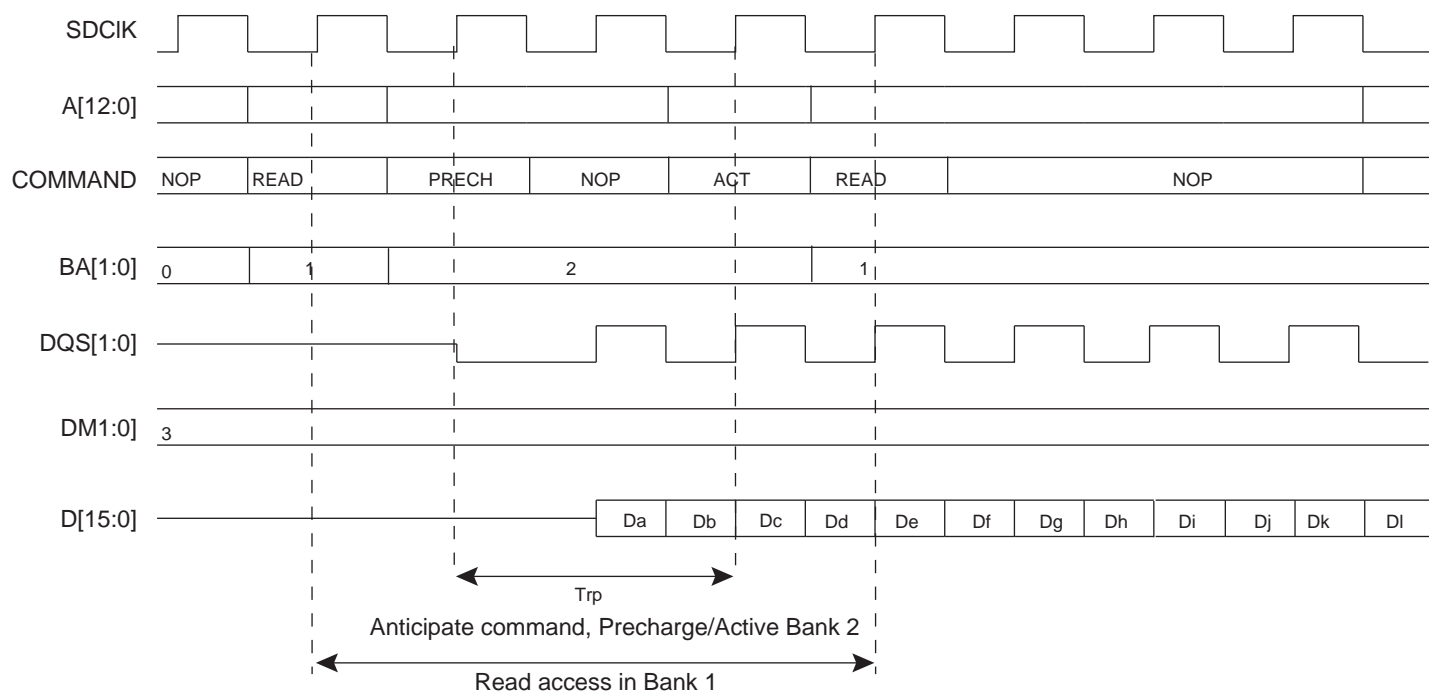 SDClK
A[12:0]
COMMAND NOP READ PRECH NOP ACT READ NOP
BA[1:0] 0 1 2 1
DQS[1:0]
DM1:0] 3
D[15:0] Da Db Dc Dd De Df Dg Dh Di Dj Dk Dl
Trp
Anticipate command, Precharge/Active Bank 2
Read access in Bank 1